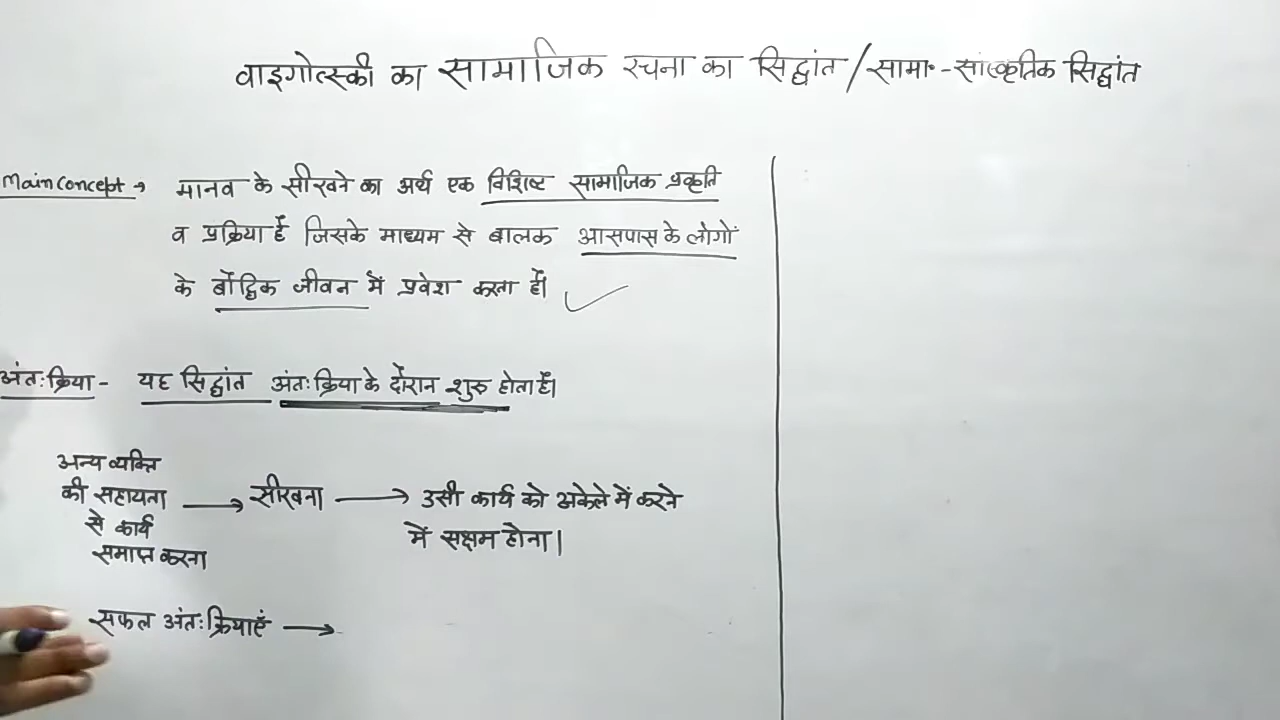 वाइगोत्स्की का सामाजिक रचना का सिद्धांत / सामा॰-सांस्कृतिक सिद्धांत
Main Concept → मानव के सीखने का अर्थ एक विशिष्ट सामाजिक प्रकृति
व प्रक्रिया है जिसके माध्यम से बालक आसपास के लोगों
के बौद्धिक जीवन में प्रवेश करता है।
अंतःक्रिया - यह सिद्धांत अंतःक्रिया के दौरान शुरु होता है।
अन्य व्यक्ति
की सहायता → सीखना → उसी कार्य को अकेले में करने
से कार्य में सक्षम होना।
समाप्त करना
सफल अंतःक्रियाएं →